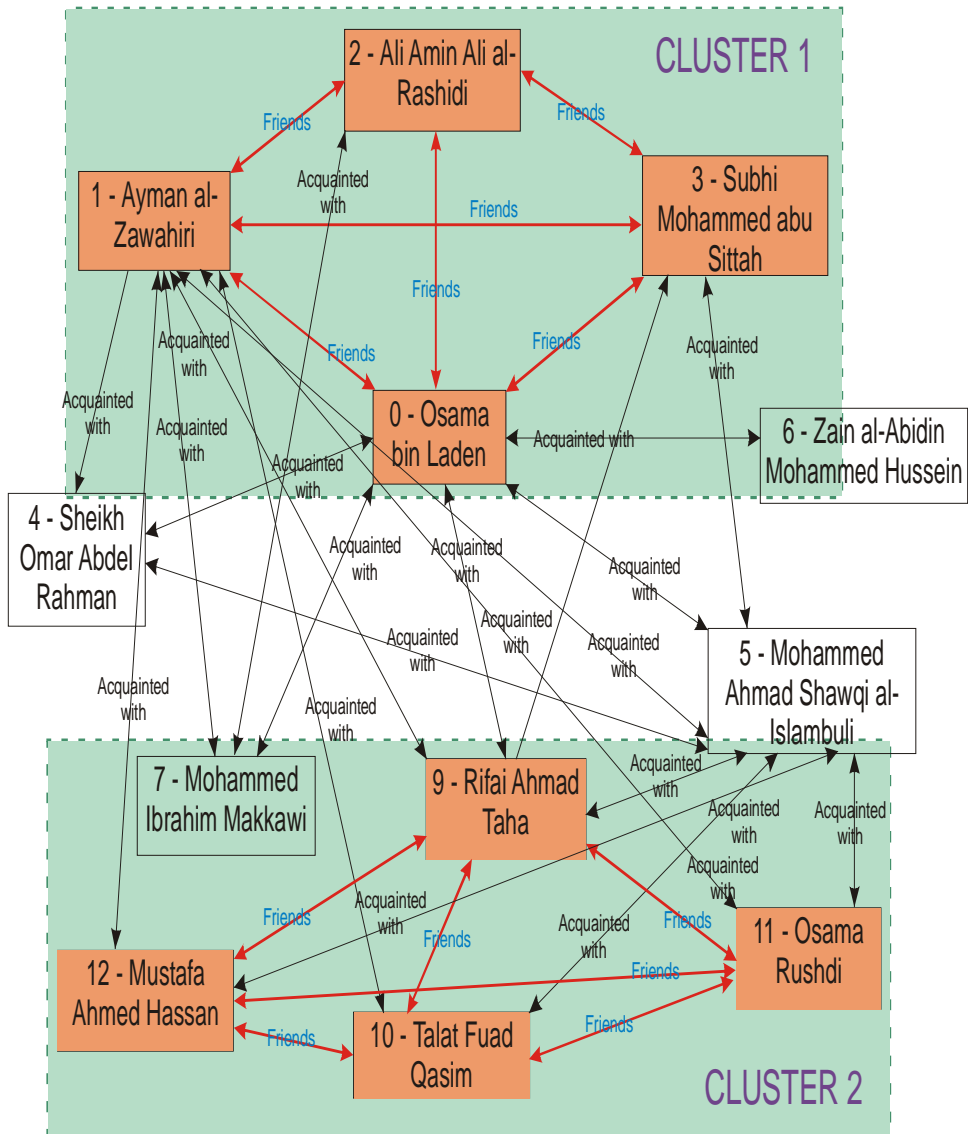 CLUSTER 1
2 - Ali Amin Ali al-
Rashidi
Friends
Friends
Acquainted
with
1 - Ayman al-
Zawahiri
3 - Subhi
Mohammed abu
Sittah
Friends
Friends
Friends
Friends
Acquainted
with
Acquainted
with
Acquainted
with
Acquainted
with
0 - Osama
bin Laden
Acquainted with
6 - Zain al-Abidin
Mohammed Hussein
Acquainted
with
4 - Sheikh
Omar Abdel
Rahman
Acquainted
with
Acquainted
with
Acquainted
with
Acquainted
with
Acquainted
with
5 - Mohammed
Ahmad Shawqi al-
Islambuli
Acquainted
with
Acquainted
with
7 - Mohammed
Ibrahim Makkawi
9 - Rifai Ahmad
Taha
Acquainted
with
Acquainted
with
Acquainted
with
Acquainted
with
Acquainted
with
Acquainted
with
Friends
Friends
Friends
Friends
11 - Osama
Rushdi
12 - Mustafa
Ahmed Hassan
Friends
Friends
10 - Talat Fuad
Qasim
CLUSTER 2